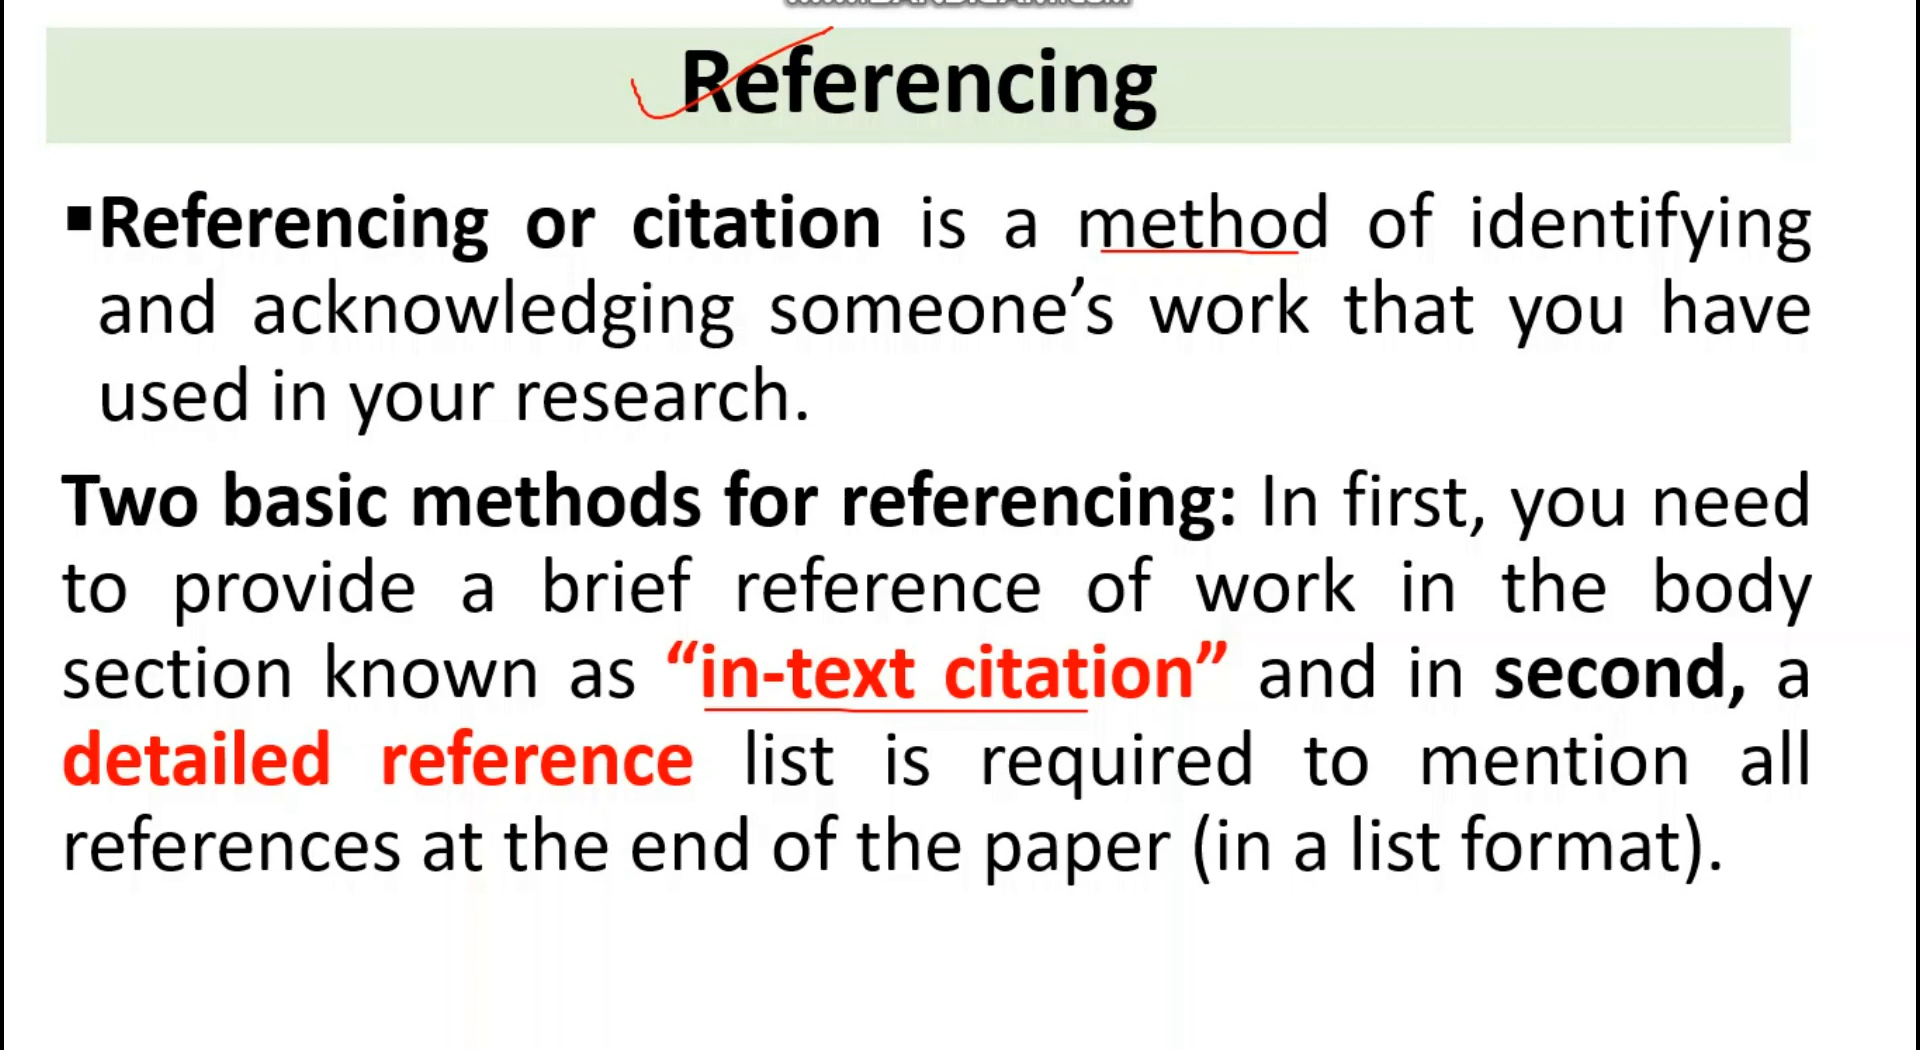 Referencing
▪Referencing or citation is a method of identifying
and acknowledging someone’s work that you have
used in your research.
Two basic methods for referencing: In first, you need
to provide a brief reference of work in the body
section known as “in-text citation” and in second, a
detailed reference list is required to mention all
references at the end of the paper (in a list format).